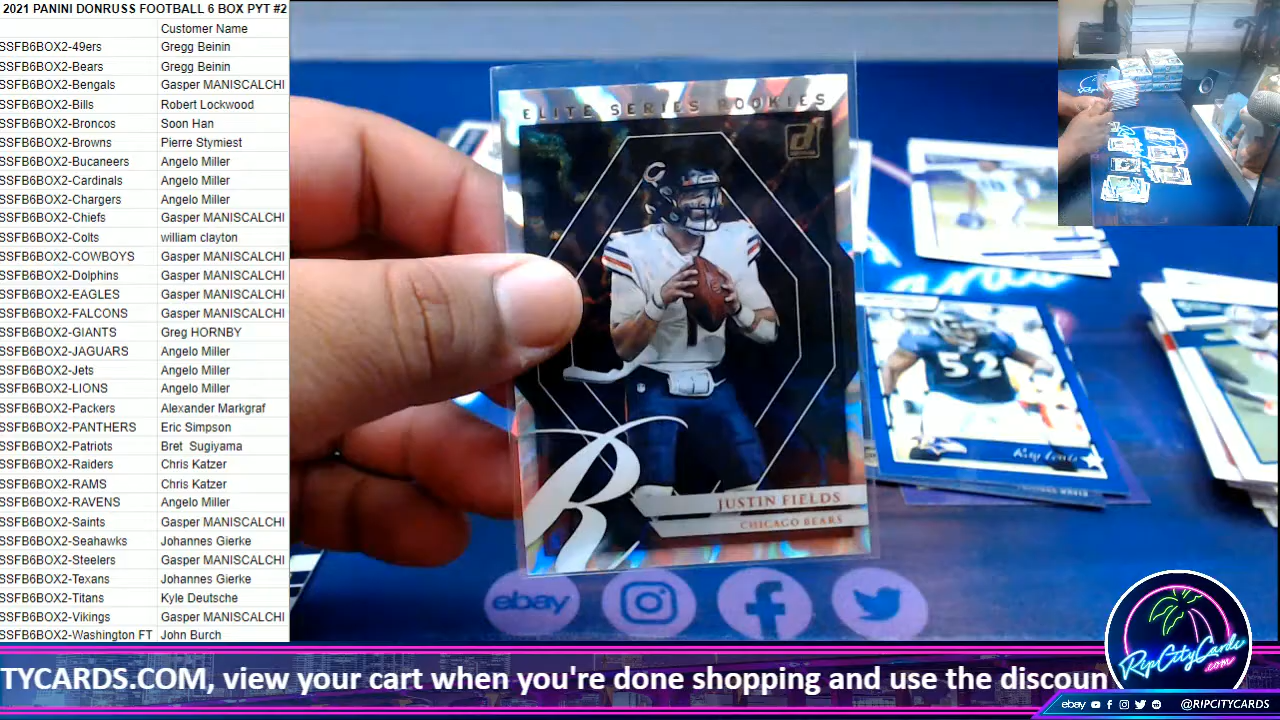 2021 PANINI DONRUSS FOOTBALL 6 BOX PYT #2
Customer Name
SSFB6BOX2-49ers Gregg Beinin
SSFB6BOX2-Bears Gregg Beinin
SSFB6BOX2-Bengals Gasper MANISCALCHI
SSFB6BOX2-Bills Robert Lockwood
SSFB6BOX2-Broncos Soon Han
SSFB6BOX2-Browns Pierre Stymiest
SSFB6BOX2-Bucaneers Angelo Miller
SSFB6BOX2-Cardinals Angelo Miller
SSFB6BOX2-Chargers Angelo Miller
SSFB6BOX2-Chiefs Gasper MANISCALCHI
SSFB6BOX2-Colts william clayton
SSFB6BOX2-COWBOYS Gasper MANISCALCHI
SSFB6BOX2-Dolphins Gasper MANISCALCHI
SSFB6BOX2-EAGLES Gasper MANISCALCHI
SSFB6BOX2-FALCONS Gasper MANISCALCHI
SSFB6BOX2-GIANTS Greg HORNBY
SSFB6BOX2-JAGUARS Angelo Miller
SSFB6BOX2-Jets Angelo Miller
SSFB6BOX2-LIONS Angelo Miller
SSFB6BOX2-Packers Alexander Markgraf
SSFB6BOX2-PANTHERS Eric Simpson
SSFB6BOX2-Patriots Bret Sugiyama
SSFB6BOX2-Raiders Chris Katzer
SSFB6BOX2-RAMS Chris Katzer
SSFB6BOX2-RAVENS Angelo Miller
SSFB6BOX2-Saints Gasper MANISCALCHI
SSFB6BOX2-Seahawks Johannes Gierke
SSFB6BOX2-Steelers Gasper MANISCALCHI
SSFB6BOX2-Texans Johannes Gierke
SSFB6BOX2-Titans Kyle Deutsche
SSFB6BOX2-Vikings Gasper MANISCALCHI
SSFB6BOX2-Washington FT John Burch
ELITE SERIES ROOKIES
d
C
1
R
JUSTIN FIELDS
CHICAGO BEARS
52
ebay
RipCityCards
.com
TYCARDS.COM, view your cart when you're done shopping and use the discoun
ebay @RIPCITYCARDS